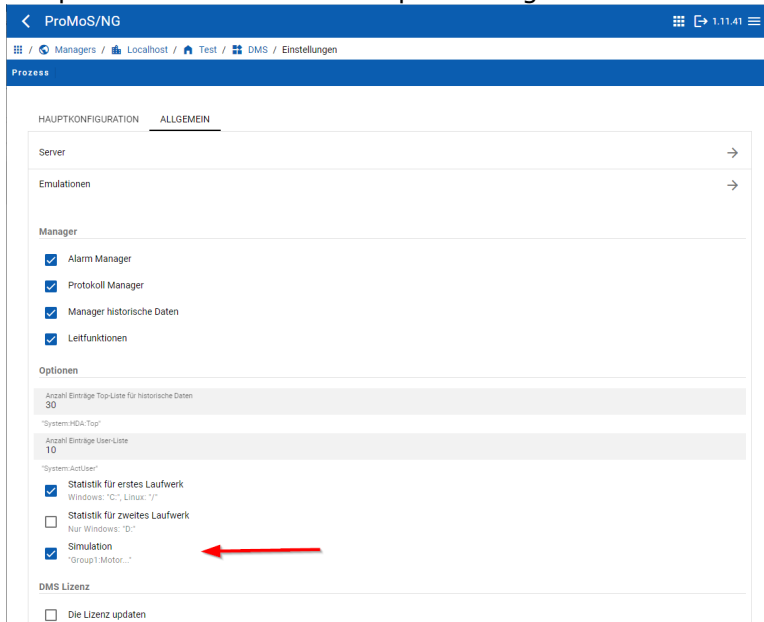 ProMoS/NG
1.11.41
/ Managers / Localhost / Test / DMS / Einstellungen
Prozess
HAUPTKONFIGURATION ALLGEMEIN
Server
Emulationen
Manager
Alarm Manager
Protokoll Manager
Manager historische Daten
Leitfunktionen
Optionen
Anzahl Einträge Top-Liste für historische Daten
30
"System:HDA:Top"
Anzahl Einträge User-Liste
10
"System:ActUser"
Statistik für erstes Laufwerk
Windows: "C:", Linux: "/"
Statistik für zweites Laufwerk
Nur Windows: "D:"
Simulation
"Group1:Motor..."
DMS Lizenz
Die Lizenz updaten